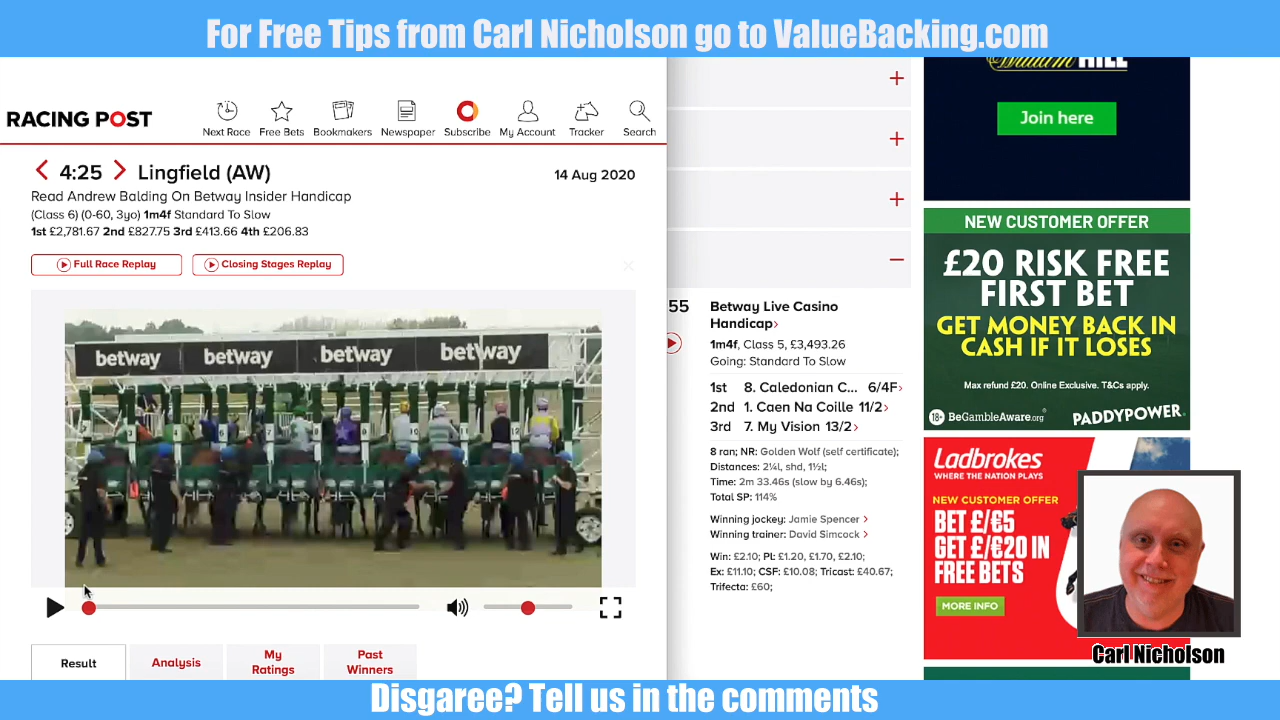 For Free Tips from Carl Nicholson go to ValueBacking.com
RACING POST
Next Race
Free Bets
Bookmakers
Newspaper
Subscribe
My Account
Tracker
Search
4:25 Lingfield (AW)
14 Aug 2020
Read Andrew Balding On Betway Insider Handicap
(Class 6) (0-60, 3yo) 1m4f Standard To Slow
1st £2,781.67 2nd £827.75 3rd £413.66 4th £206.83
Full Race Replay
Closing Stages Replay
betway betway betway betway
3 4 8 9 10 11 12
Result
Analysis
My
Ratings
Past
Winners
55
Betway Live Casino
Handicap
1m4f, Class 5, £3,493.26
Going: Standard To Slow
1st 8. Caledonian C... 6/4F
2nd 1. Caen Na Coille 11/2
3rd 7. My Vision 13/2
8 ran; NR: Golden Wolf (self certificate);
Distances: 2¼l, shd, 1½l;
Time: 2m 33.46s (slow by 6.46s);
Total SP: 114%
Winning jockey: Jamie Spencer
Winning trainer: David Simcock
Win: £2.10; Pl: £1.20, £1.70, £2.10;
Ex: £11.10; CSF: £10.08; Tricast: £40.67;
Trifecta: £60;
William HILL
Join here
NEW CUSTOMER OFFER
£20 RISK FREE
FIRST BET
GET MONEY BACK IN
CASH IF IT LOSES
Max refund £20. Online Exclusive. T&Cs apply.
18+ BeGambleAware.org
PADDYPOWER.
Ladbrokes
WHERE THE NATION PLAYS
NEW CUSTOMER OFFER
BET £/€5
GET £/€20 IN
FREE BETS
MORE INFO
Carl Nicholson
Disgaree? Tell us in the comments